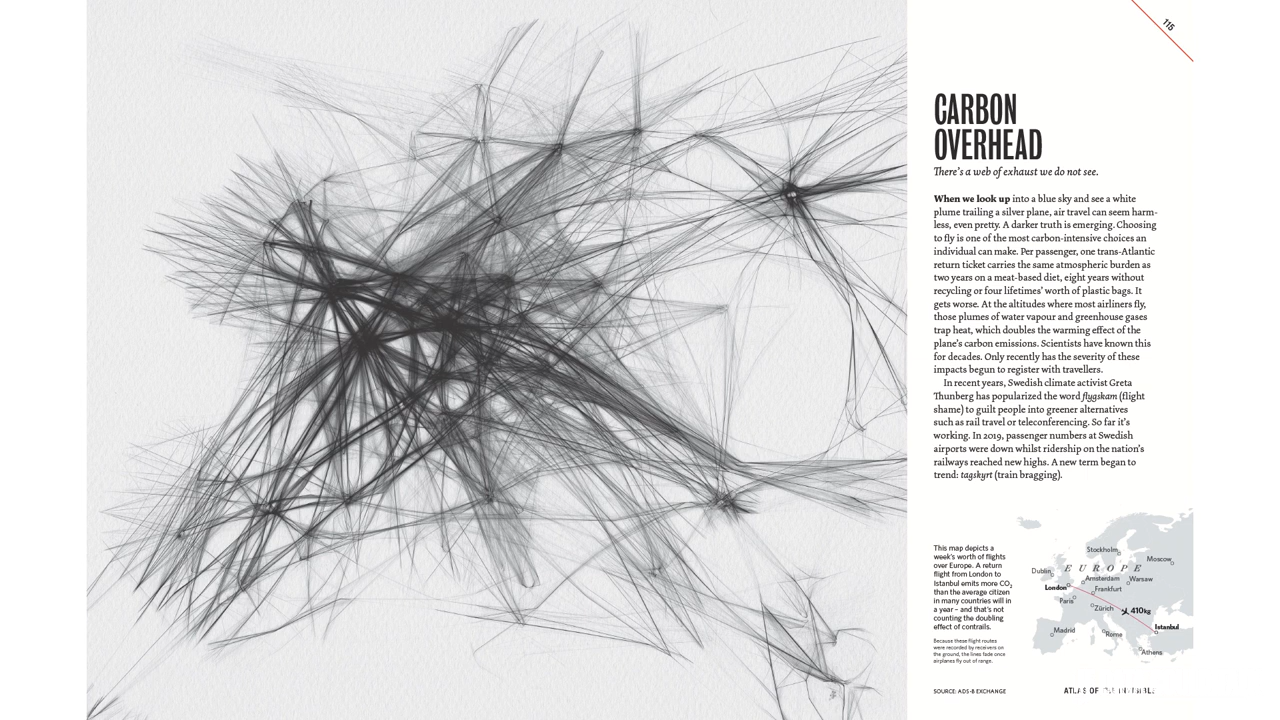 115
CARBON
OVERHEAD
There's a web of exhaust we do not see.
When we look up into a blue sky and see a white
plume trailing a silver plane, air travel can seem harm-
less, even pretty. A darker truth is emerging. Choosing
to fly is one of the most carbon-intensive choices an
individual can make. Per passenger, one trans-Atlantic
return ticket carries the same atmospheric burden as
two years on a meat-based diet, eight years without
recycling or four lifetimes' worth of plastic bags. It
gets worse. At the altitudes where most airliners fly,
those plumes of water vapour and greenhouse gases
trap heat, which doubles the warming effect of the
plane's carbon emissions. Scientists have known this
for decades. Only recently has the severity of these
impacts begun to register with travellers.
In recent years, Swedish climate activist Greta
Thunberg has popularized the word flygskam (flight
shame) to guilt people into greener alternatives
such as rail travel or teleconferencing. So far it's
working. In 2019, passenger numbers at Swedish
airports were down whilst ridership on the nation's
railways reached new highs. A new term began to
trend: tagskyrt (train bragging).
This map depicts a
week's worth of flights
over Europe. A return
flight from London to
Istanbul emits more CO₂
than the average citizen
in many countries will in
a year – and that's not
counting the doubling
effect of contrails.
Because these flight routes
were recorded by receivers on
the ground, the lines fade once
airplanes fly out of range.
Stockholm
Moscow
Dublin
EUROPE
Amsterdam
Warsaw
London
Frankfurt
Paris
Zürich
410kg
Istanbul
Madrid
Rome
Athens
SOURCE: ADS-B EXCHANGE
ATLAS OF THE INVISIBLE